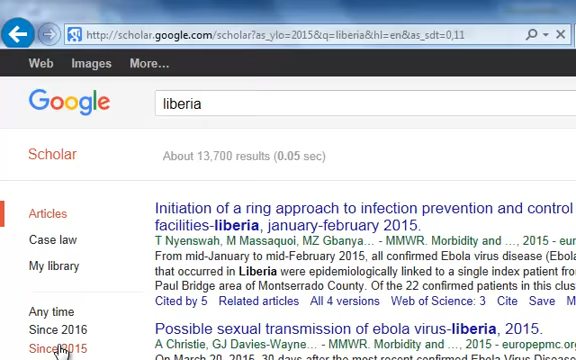 http://scholar.google.com/scholar?as_ylo=2015&q=liberia&hl=en&as_sdt=0,11
Web Images More...
Google
liberia
Scholar
About 13,700 results (0.05 sec)
Articles
Case law
My library
Any time
Since 2016
Since 2015
Initiation of a ring approach to infection prevention and control
facilities-liberia, january-february 2015.
T Nyenswah, M Massaquoi, MZ Gbanya… - MMWR. Morbidity and …, 2015 - eu
From mid-January to mid-February 2015, all confirmed Ebola virus disease (Ebola
that occurred in Liberia were epidemiologically linked to a single index patient from
Paul Bridge area of Montserrado County. Of the 22 confirmed patients in this clus
Cited by 5 Related articles All 4 versions Web of Science: 3 Cite Save M
Possible sexual transmission of ebola virus-liberia, 2015.
A Christie, GJ Davies-Wayne… - MMWR. Morbidity and …, 2015 - europepmc.org
On March 20, 2015, 30 days after the most recent confirmed Ebola Virus Disease